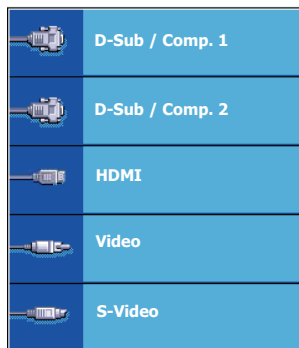 D-Sub / Comp. 1
D-Sub / Comp. 2
HDMI
Video
S-Video